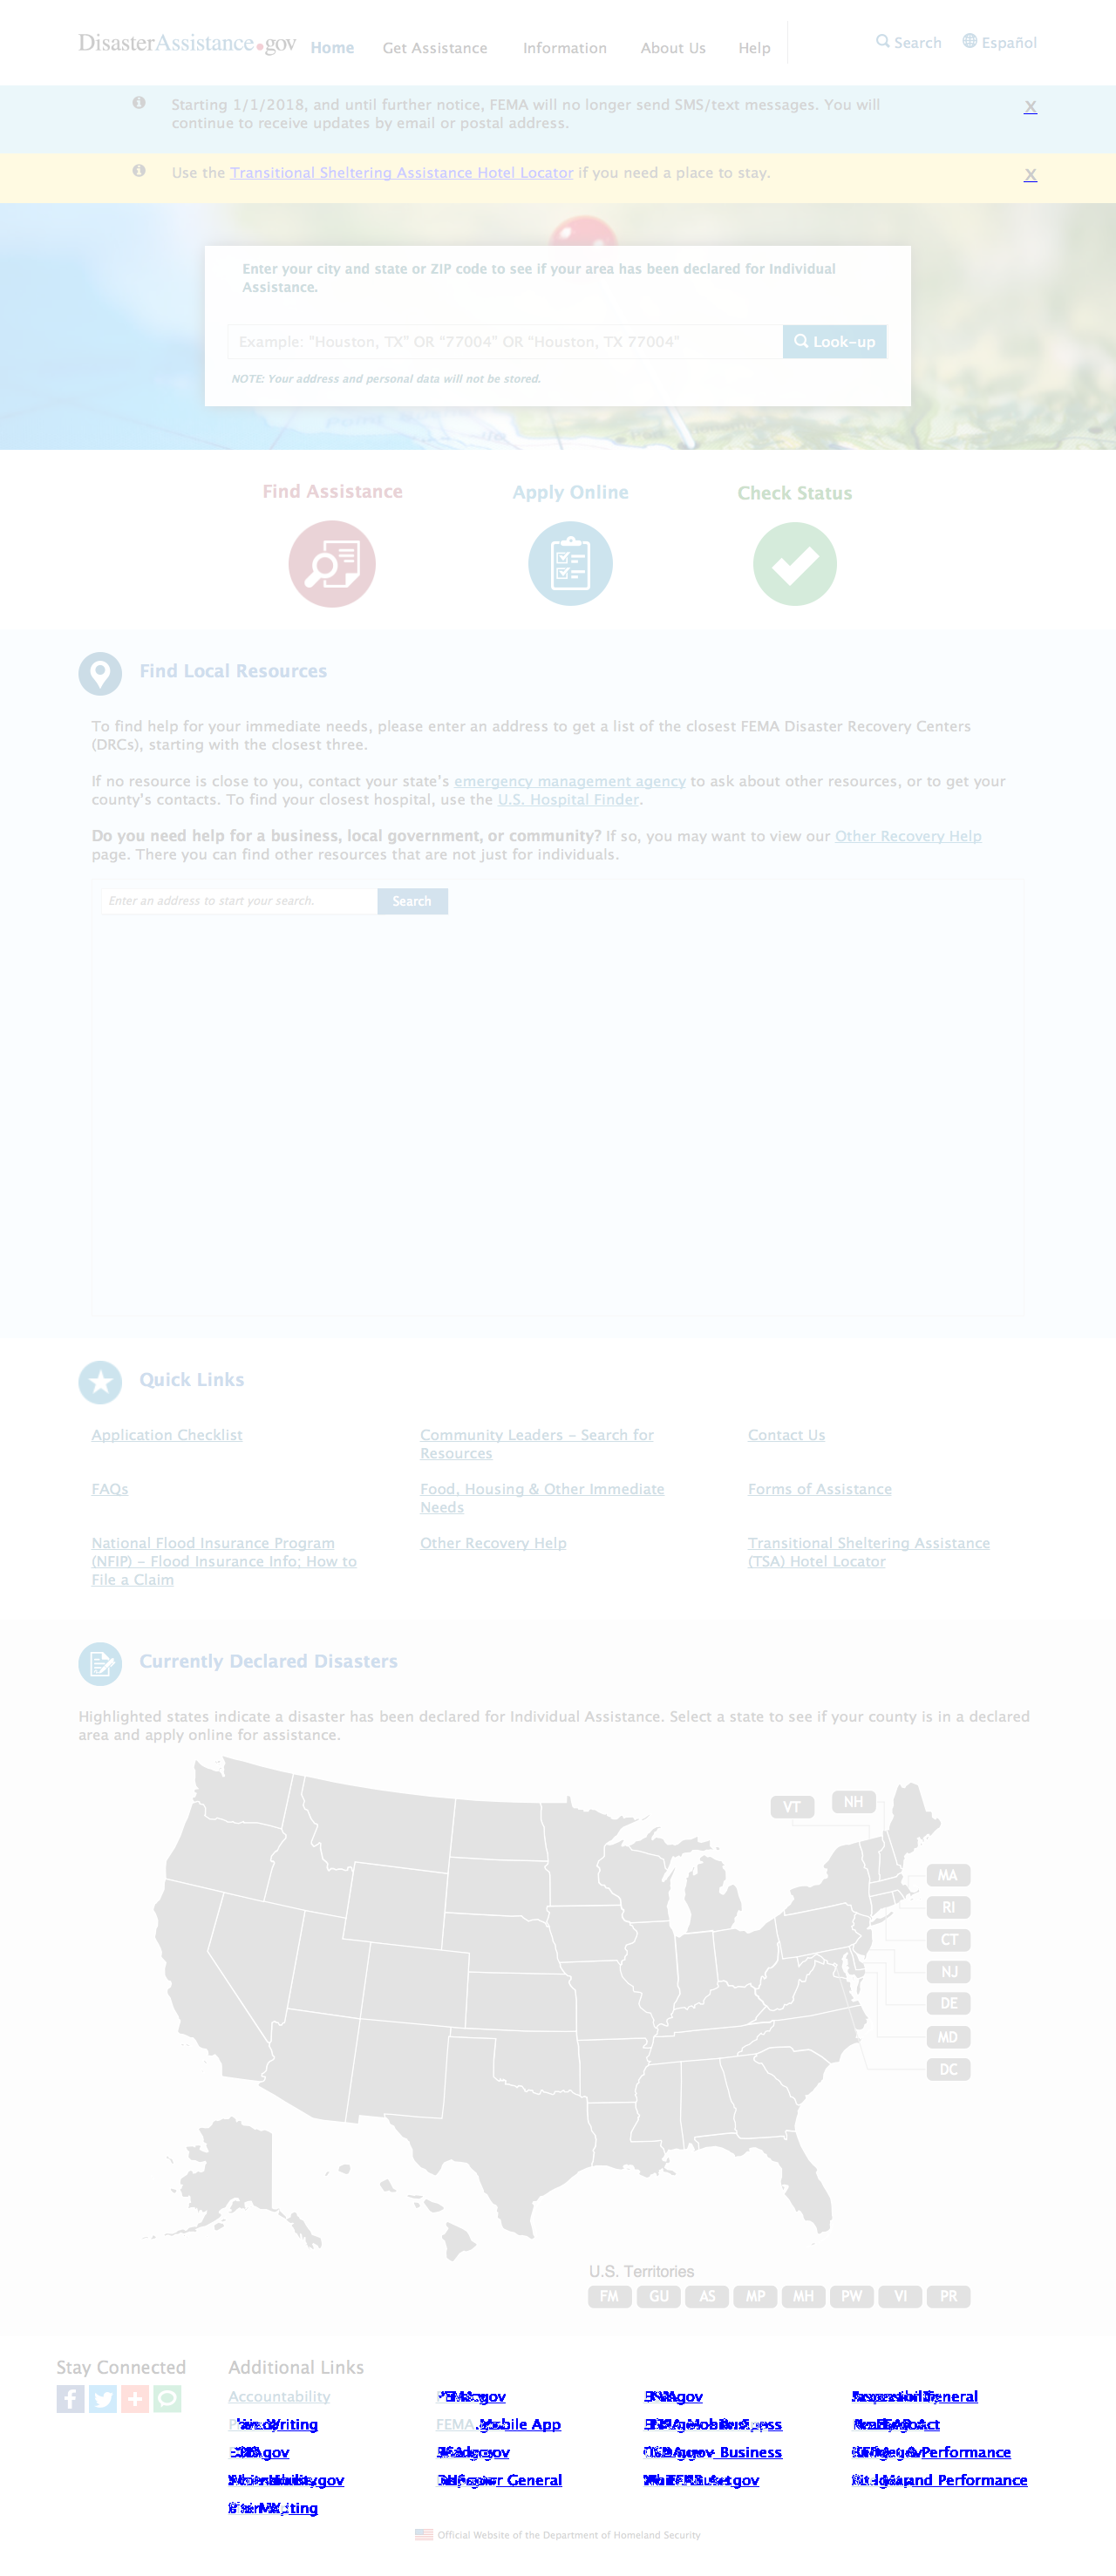 DisasterAssistance.gov Home Get Assistance Information About Us Help Search Español
Starting 1/1/2018, and until further notice, FEMA will no longer send SMS/text messages. You will X
continue to receive updates by email or postal address.
Use the Transitional Sheltering Assistance Hotel Locator if you need a place to stay. X
Enter your city and state or ZIP code to see if your area has been declared for Individual
Assistance.
Example: "Houston, TX" OR "77004" OR "Houston, TX 77004" Look-up
NOTE: Your address and personal data will not be stored.
Find Assistance Apply Online Check Status
Find Local Resources
To find help for your immediate needs, please enter an address to get a list of the closest FEMA Disaster Recovery Centers
(DRCs), starting with the closest three.
If no resource is close to you, contact your state's emergency management agency to ask about other resources, or to get your
county's contacts. To find your closest hospital, use the U.S. Hospital Finder.
Do you need help for a business, local government, or community? If so, you may want to view our Other Recovery Help
page. There you can find other resources that are not just for individuals.
Enter an address to start your search. Search
Quick Links
Application Checklist
Community Leaders - Search for
Resources
Contact Us
FAQs
Food, Housing & Other Immediate
Needs
Forms of Assistance
National Flood Insurance Program
(NFIP) - Flood Insurance Info: How to
File a Claim
Other Recovery Help
Transitional Sheltering Assistance
(TSA) Hotel Locator
Currently Declared Disasters
Highlighted states indicate a disaster has been declared for Individual Assistance. Select a state to see if your county is in a declared
area and apply online for assistance.
VT NH
MA
RI
CT
NJ
DE
MD
DC
U.S. Territories
FM GU AS MP MH PW VI PR
Stay Connected Additional Links
Accountability
Writing Mobile App
General
Business
Performance
General and Performance
Official Website of the Department of Homeland Security